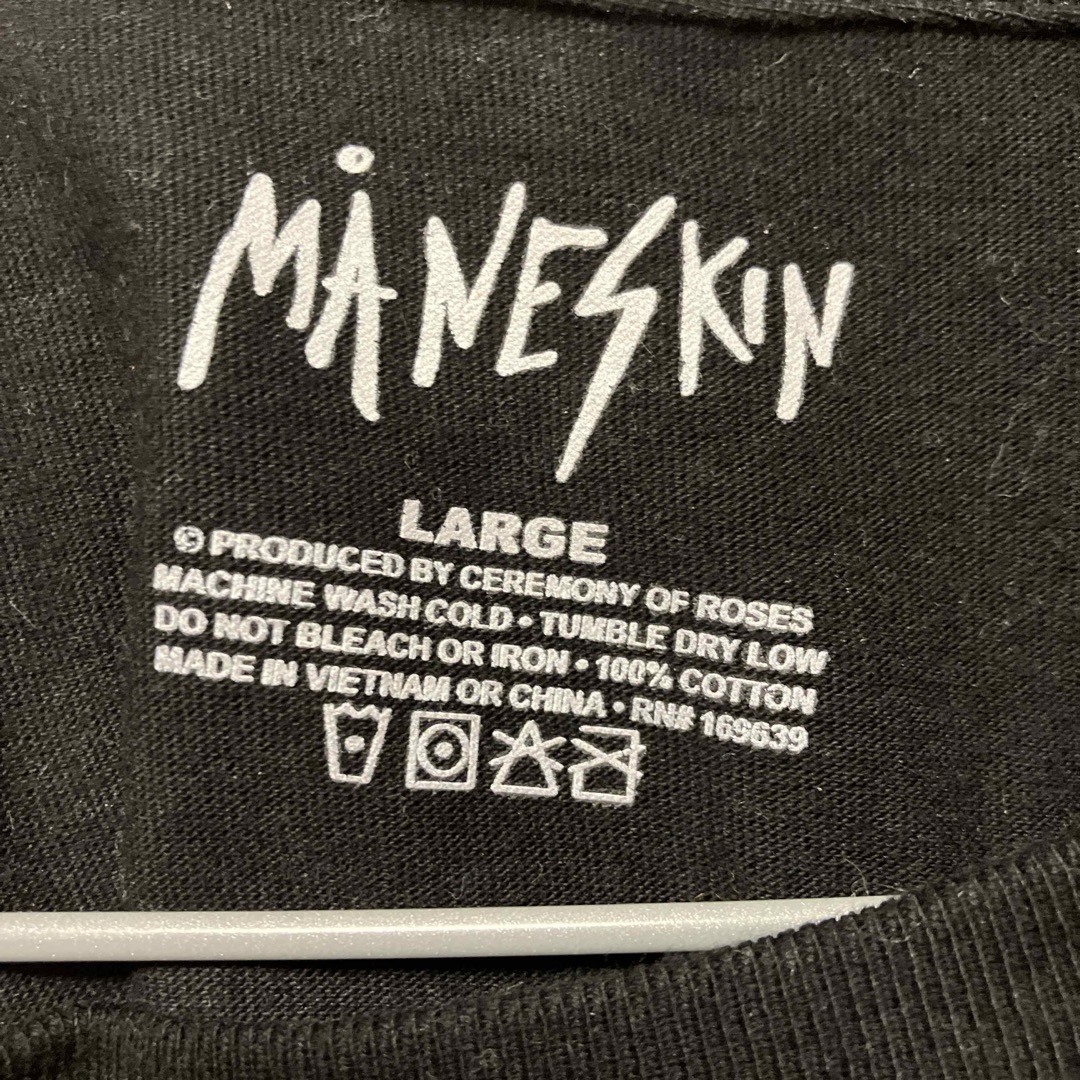 MÅNESKIN
LARGE
© PRODUCED BY CEREMONY OF ROSES
MACHINE WASH COLD • TUMBLE DRY LOW
DO NOT BLEACH OR IRON • 100% COTTON
MADE IN VIETNAM OR CHINA • RN# 169639